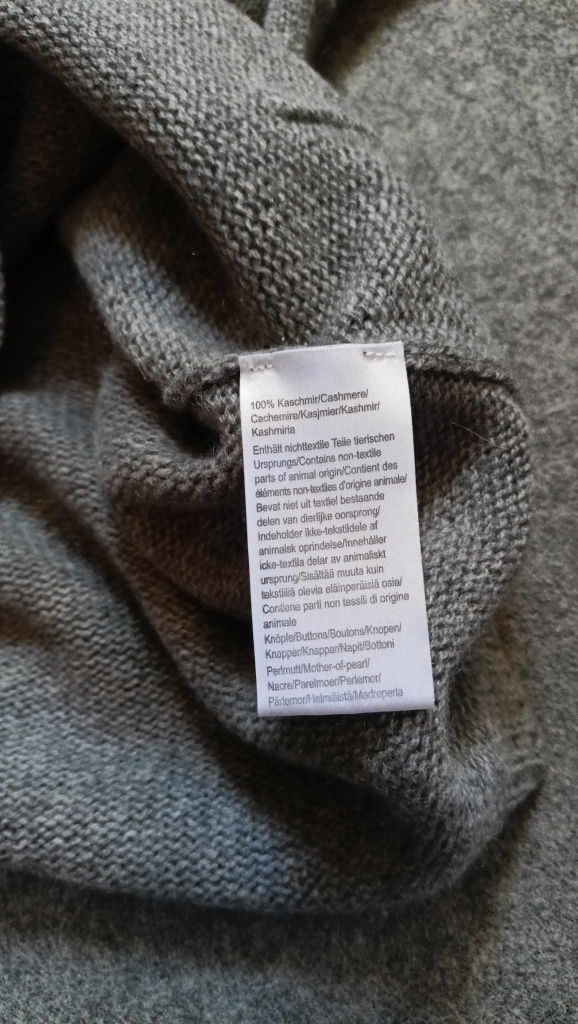 100% Kaschmir/Cashmere/
Cachemire/Kasjmier/Kashmir/
Kashmiria
Enthält nichttextile Teile tierischen
Ursprungs/Contains non-textile
parts of animal origin/Contient des
éléments non-textiles d'origine animale/
Bevat niet uit textiel bestaande
delen van dierlijke oorsprong/
Indeholder ikke-tekstildele af
animalsk oprindelse/Innehåller
icke-textila delar av animaliskt
ursprung/Sisältää muuta kuin
tekstiiliä olevia eläinperäisiä osia/
Contiene parti non tessili di origine
animale
Knöpfe/Buttons/Boutons/Knopen/
Knapper/Knappar/Napit/Bottoni
Perlmutt/Mother-of-pearl/
Nacre/Parelmoer/Perlemor/
Pärlemor/Helmiäistä/Madreperla